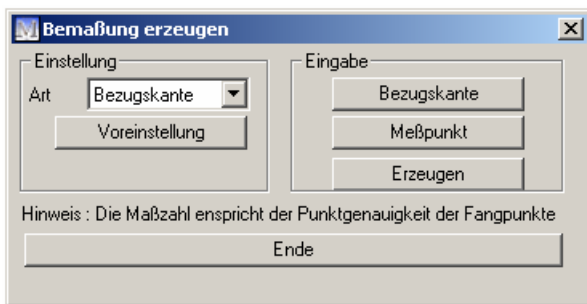 Bemaßung erzeugen
Einstellung
Art Bezugskante
Voreinstellung
Eingabe
Bezugskante
Meßpunkt
Erzeugen
Hinweis : Die Maßzahl enspricht der Punktgenauigkeit der Fangpunkte
Ende